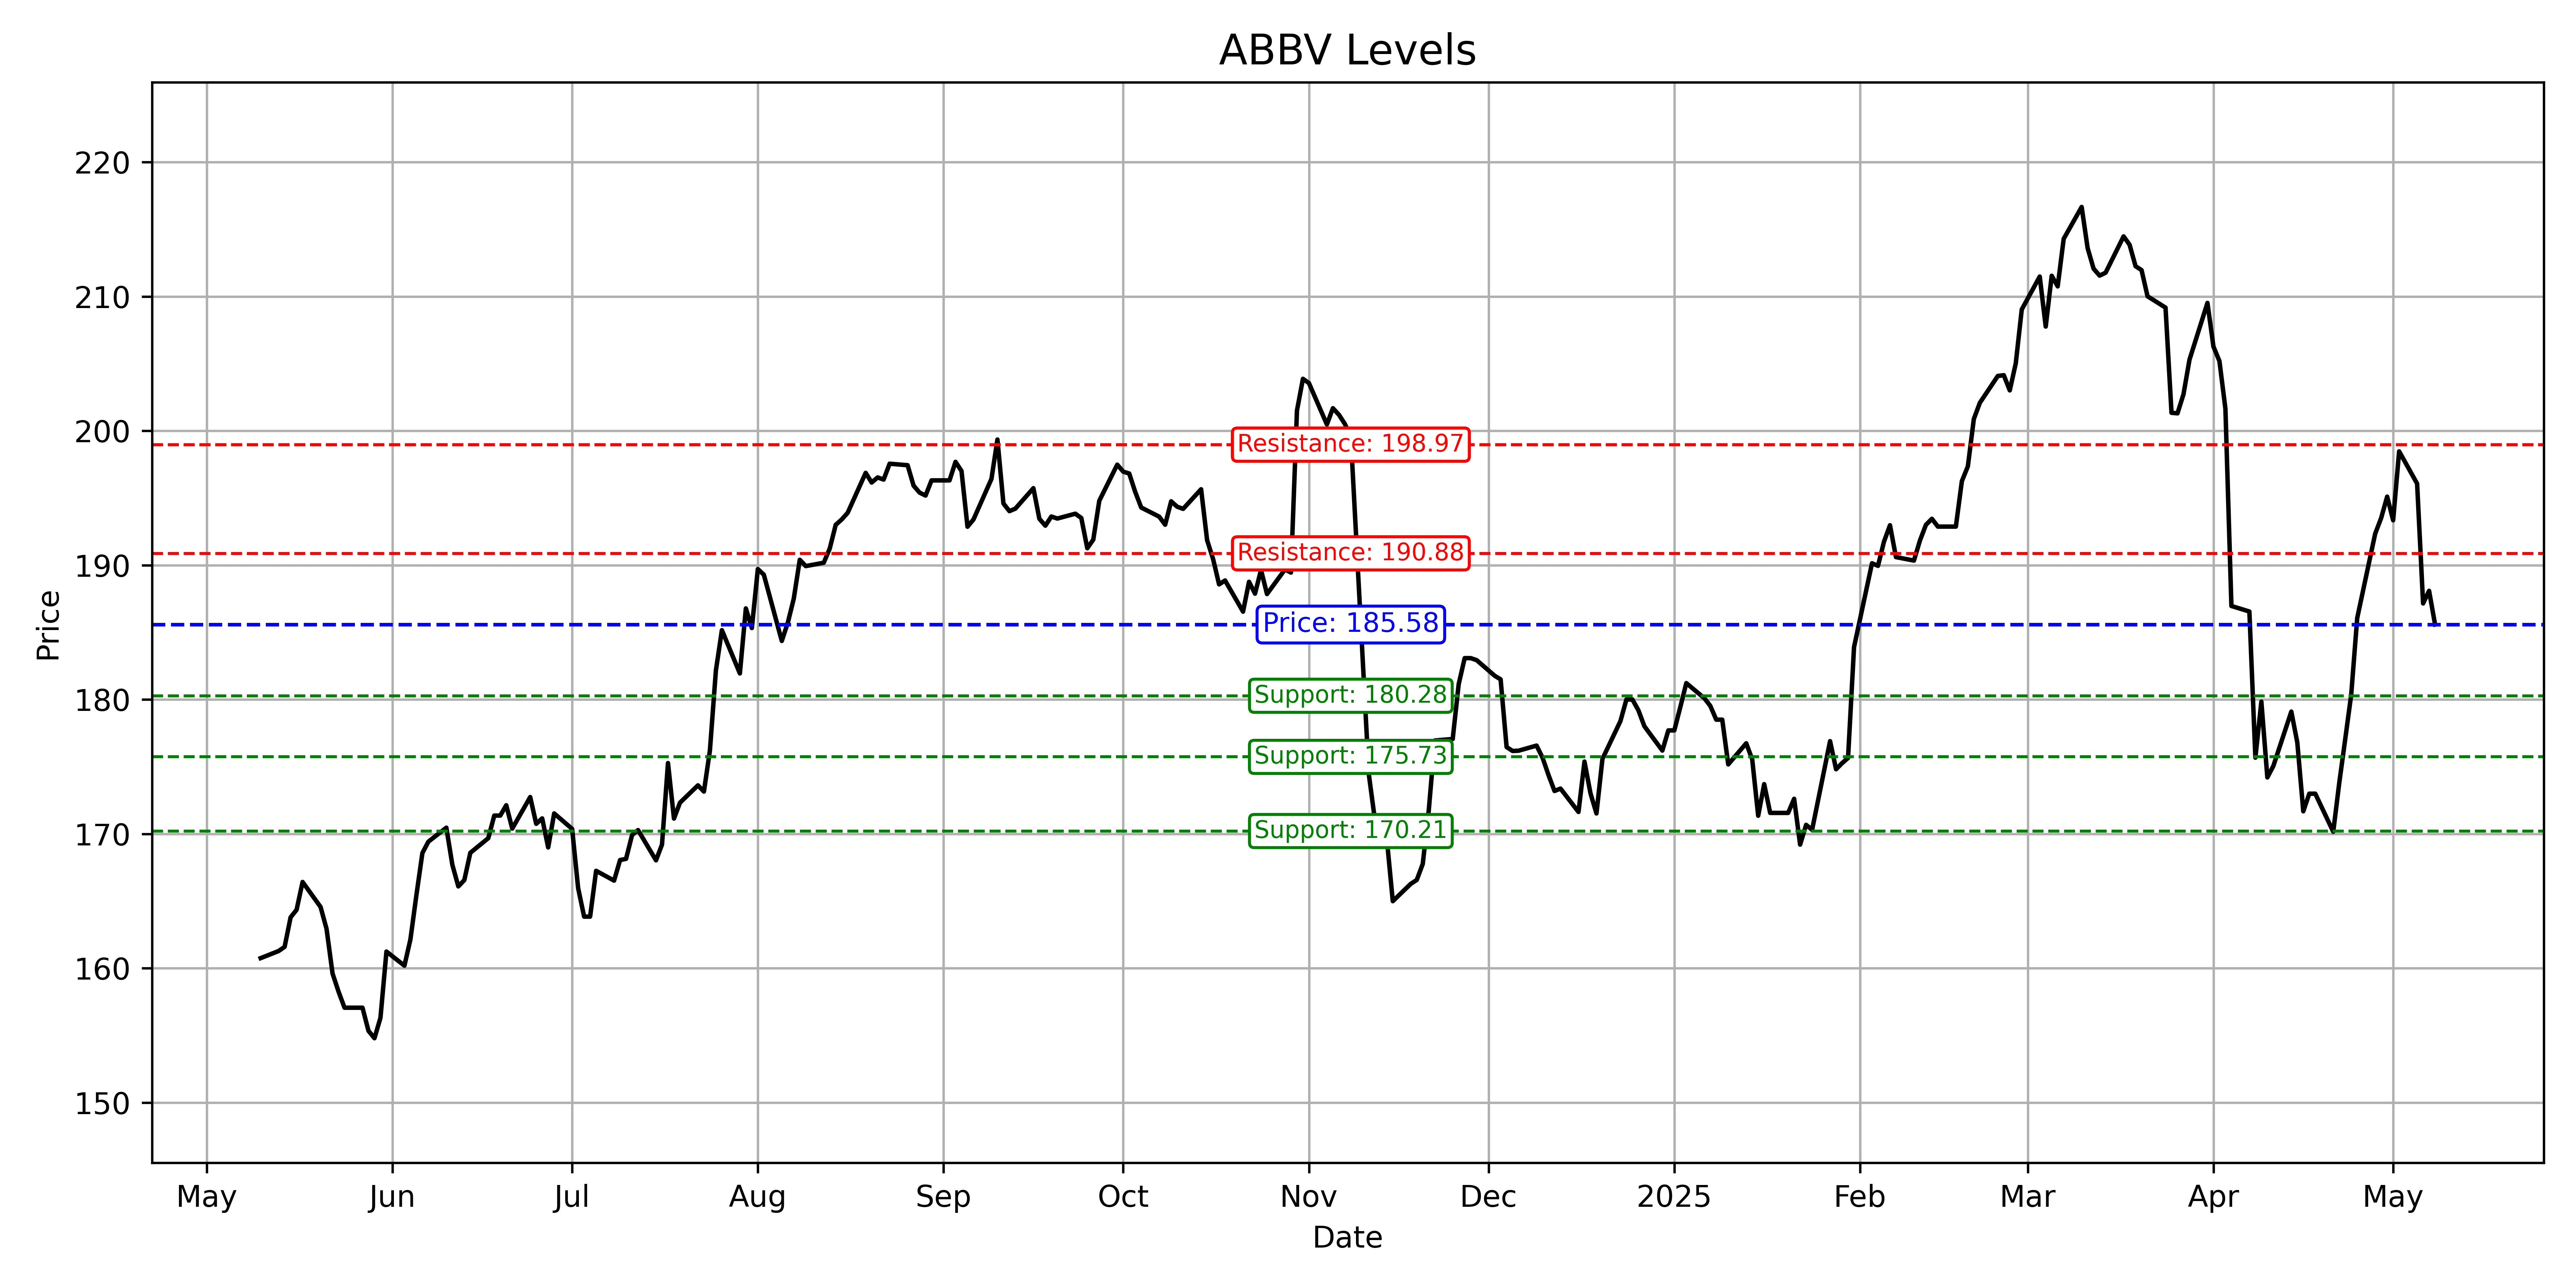 ABBV Levels
220
210
200
190
180
170
160
150
Price
Resistance: 198.97
Resistance: 190.88
Price: 185.58
Support: 180.28
Support: 175.73
Support: 170.21
May
Jun
Jul
Aug
Sep
Oct
Nov
Dec
2025
Feb
Mar
Apr
May
Date